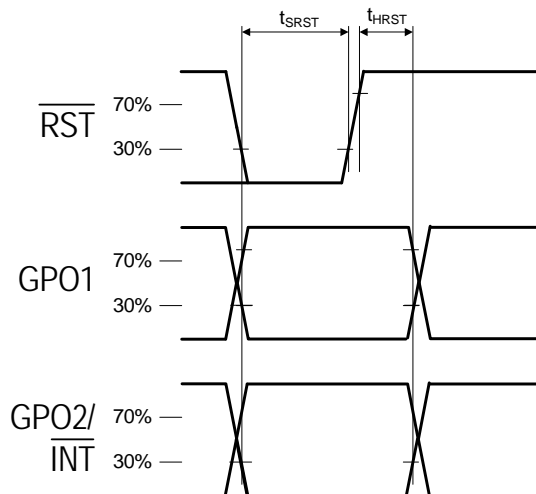 tSRST
tHRST
RST
70%
30%
GPO1
70%
30%
GPO2/
INT
70%
30%